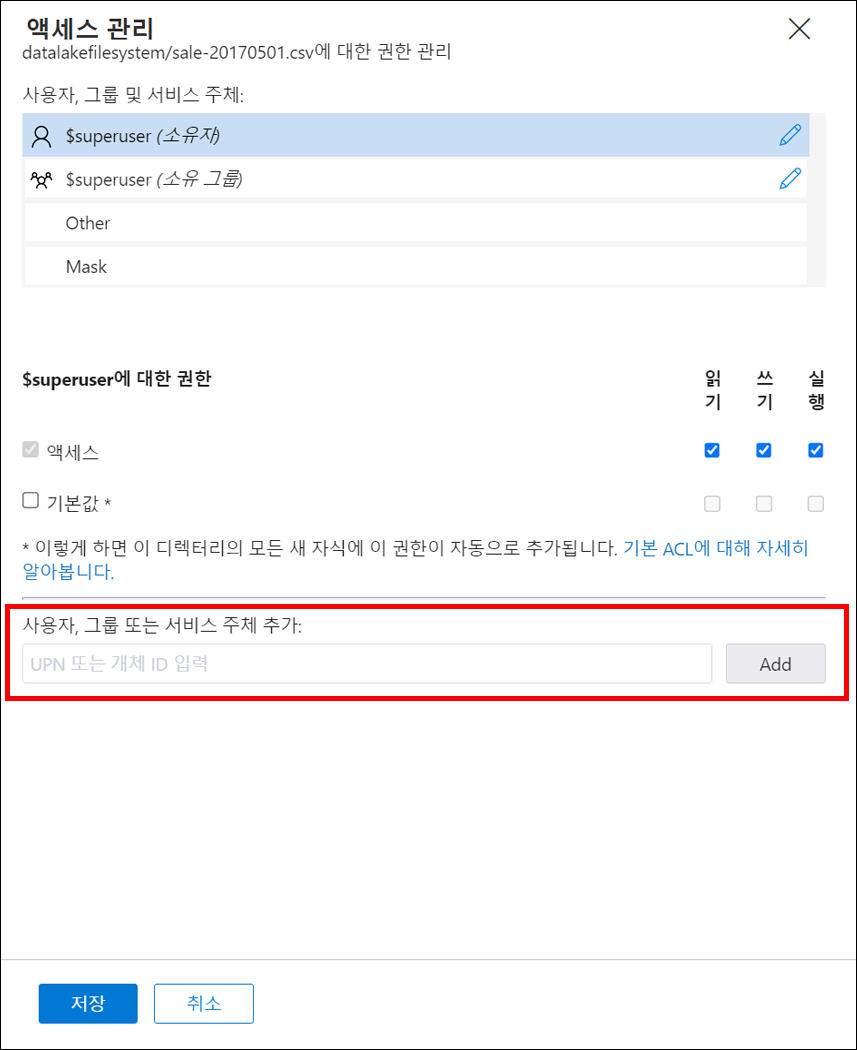 액세스 관리
datalakefilesystem/sale-20170501.csv에 대한 권한 관리
사용자, 그룹 및 서비스 주체:
$superuser (소유자)
$superuser (소유 그룹)
Other
Mask
$superuser에 대한 권한
읽기
쓰기
실행
액세스
기본값 *
* 이렇게 하면 이 디렉터리의 모든 새 자식에 이 권한이 자동으로 추가됩니다. 기본 ACL에 대해 자세히
알아봅니다.
사용자, 그룹 또는 서비스 주체 추가:
UPN 또는 개체 ID 입력
Add
저장
취소